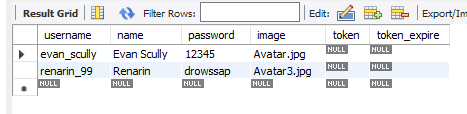 Result Grid Filter Rows: Edit: Export/Im
username name password image token token_expire
evan_scully Evan Scully 12345 Avatar.jpg NULL NULL
renarin_99 Renarin drowssap Avatar3.jpg NULL NULL
NULL NULL NULL NULL NULL NULL